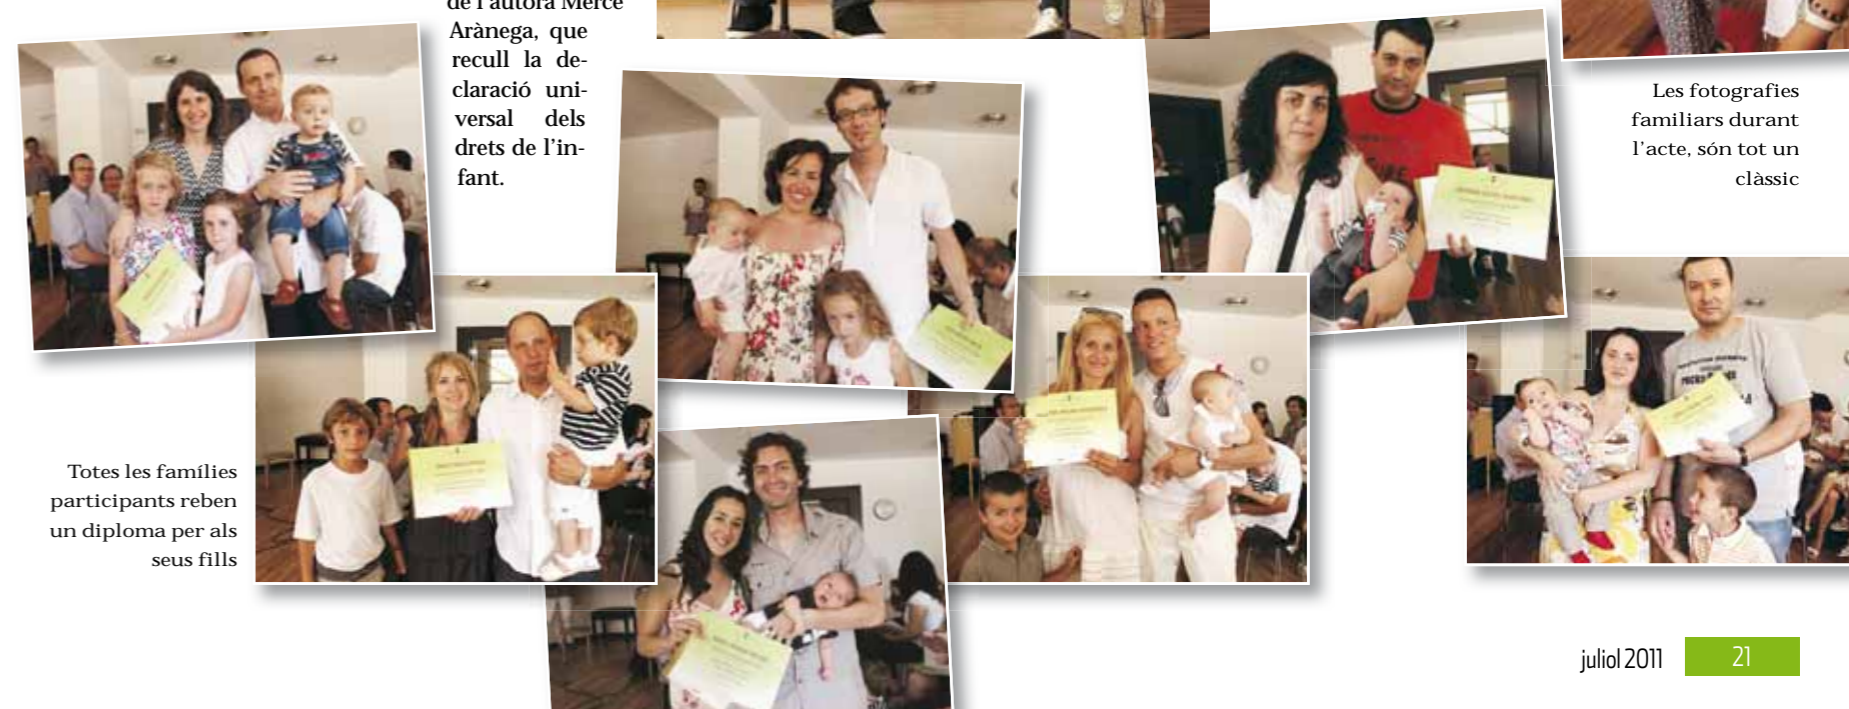 de l'autora Mercè
Arànega, que
recull la de-
claració uni-
versal dels
drets de l'in-
fant.
Les fotografies
familiars durant
l'acte, són tot un
clàssic
Totes les famílies
participants reben
un diploma per als
seus fills
juliol 2011
21